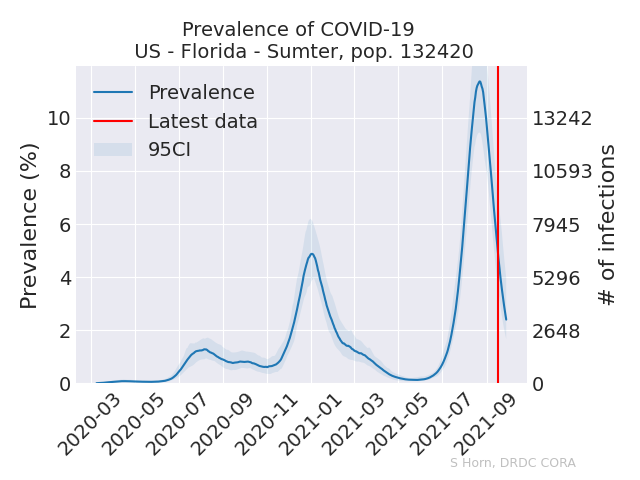 Prevalence of COVID-19
US - Florida - Sumter, pop. 132420
Prevalence
Latest data
95CI
Prevalence (%)
10
8
6
4
2
0
13242
10593
7945
5296
2648
0
# of infections
2020-03
2020-05
2020-07
2020-09
2020-11
2021-01
2021-03
2021-05
2021-07
2021-09
S Horn, DRDC CORA